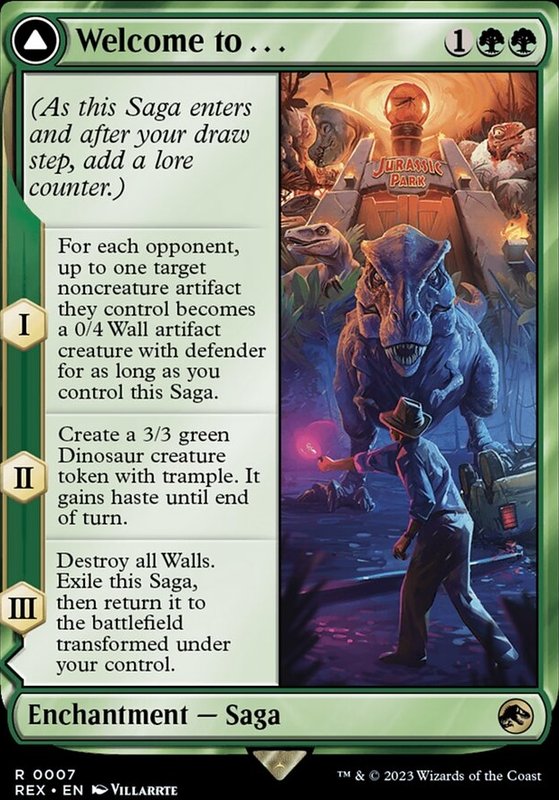 Welcome to . . .
1
(As this Saga enters
and after your draw
step, add a lore
counter.)
JURASSIC
PARK
I
For each opponent,
up to one target
noncreature artifact
they control becomes
a 0/4 Wall artifact
creature with defender
for as long as you
control this Saga.
II
Create a 3/3 green
Dinosaur creature
token with trample. It
gains haste until end
of turn.
III
Destroy all Walls.
Exile this Saga,
then return it to
the battlefield
transformed under
your control.
Enchantment — Saga
R 0007
REX • EN VILLARRTE
™ & © 2023 Wizards of the Coast